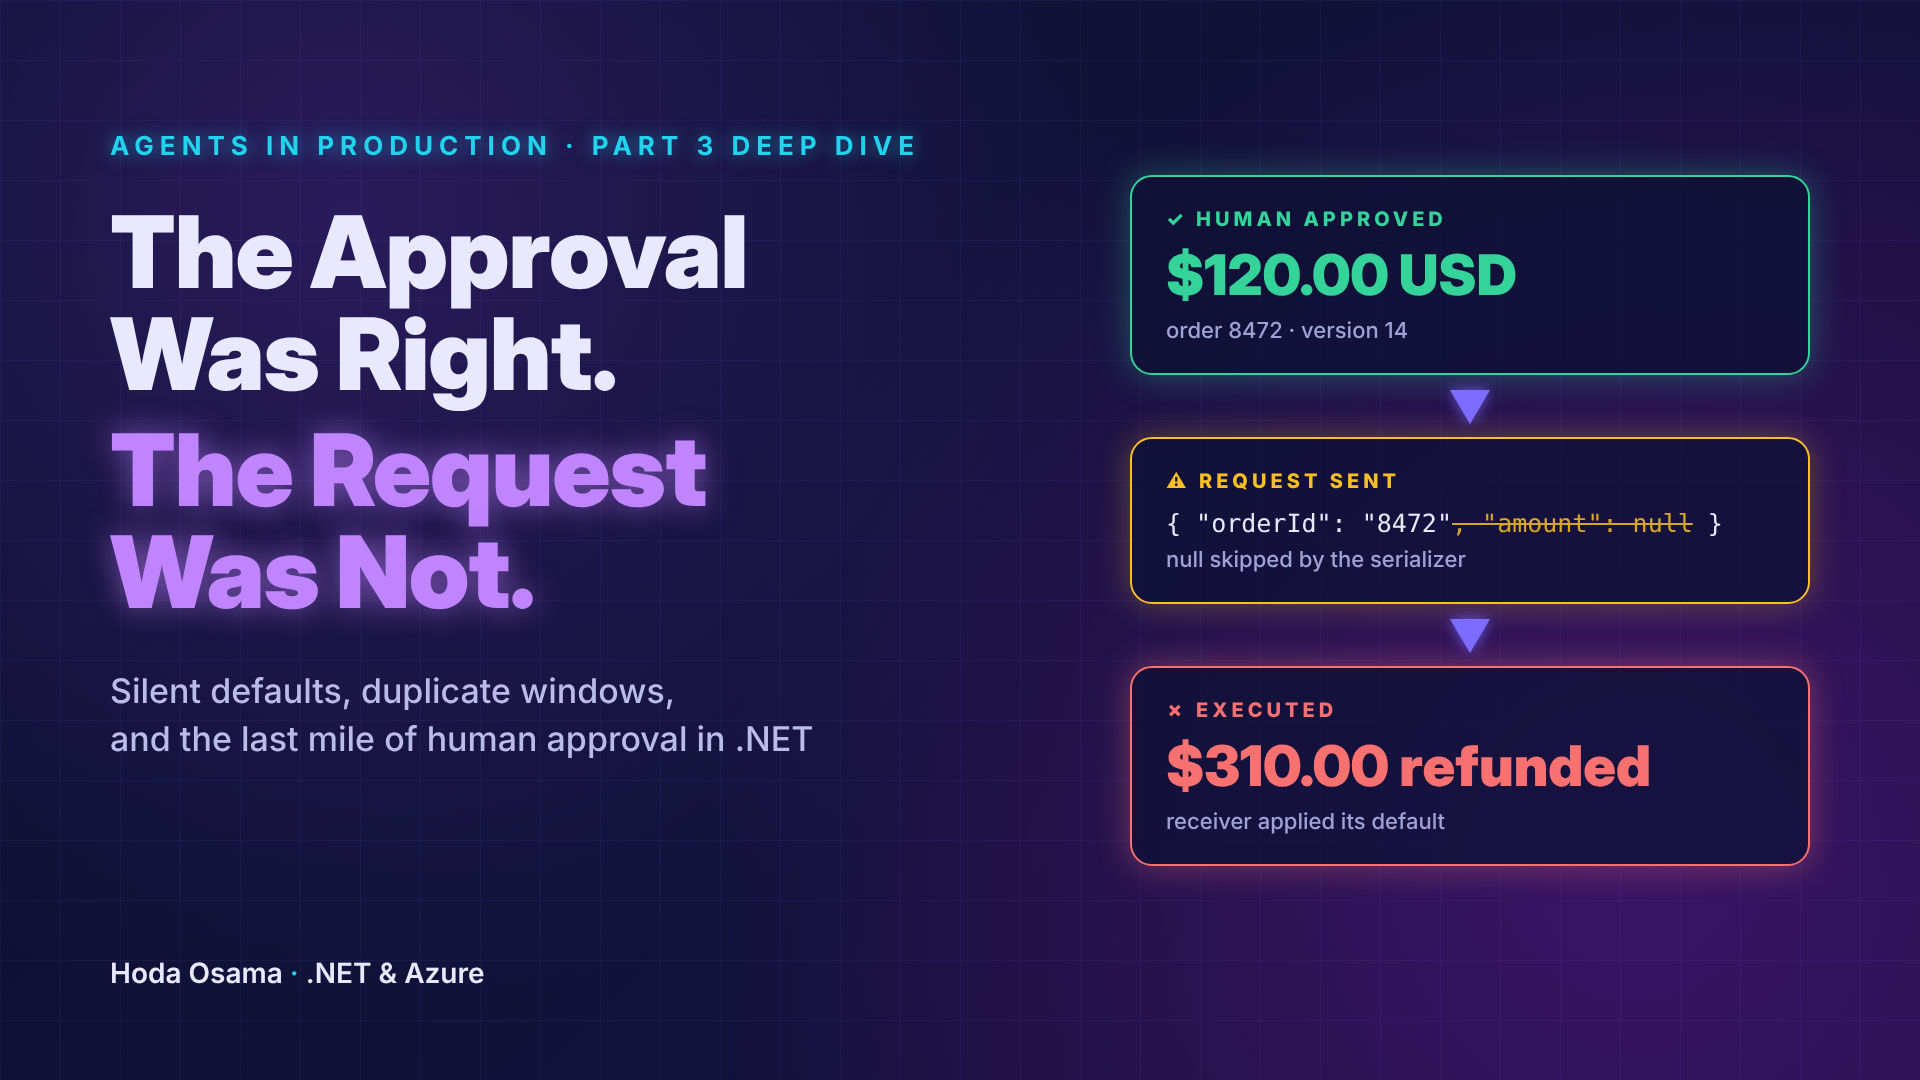 AGENTS IN PRODUCTION · PART 3 DEEP DIVE
The Approval
Was Right.
The Request
Was Not.
Silent defaults, duplicate windows,
and the last mile of human approval in .NET
Hoda Osama · .NET & Azure
✓ HUMAN APPROVED
$120.00 USD
order 8472 · version 14
⚠ REQUEST SENT
{ "orderId": "8472", "amount": null }
null skipped by the serializer
× EXECUTED
$310.00 refunded
receiver applied its default